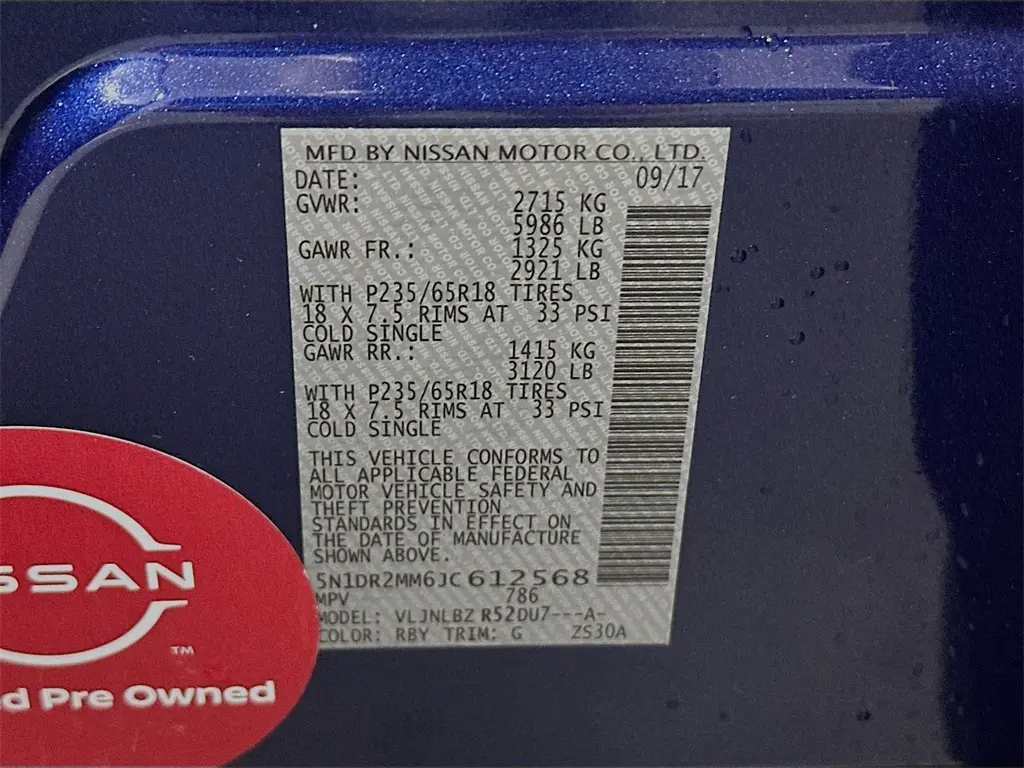 MFD BY NISSAN MOTOR CO., LTD.
DATE: 09/17
GVWR: 2715 KG
5986 LB
GAWR FR.: 1325 KG
2921 LB
WITH P235/65R18 TIRES
18 X 7.5 RIMS AT 33 PSI
COLD SINGLE
GAWR RR.: 1415 KG
3120 LB
WITH P235/65R18 TIRES
18 X 7.5 RIMS AT 33 PSI
COLD SINGLE
THIS VEHICLE CONFORMS TO
ALL APPLICABLE FEDERAL
MOTOR VEHICLE SAFETY AND
THEFT PREVENTION
STANDARDS IN EFFECT ON
THE DATE OF MANUFACTURE
SHOWN ABOVE.
5N1DR2MM6JC612568
MPV 786
MODEL: VLJNLBZ R52DU7---A-
COLOR: RBY TRIM: G ZS30A
SSAN
TM
d Pre Owned